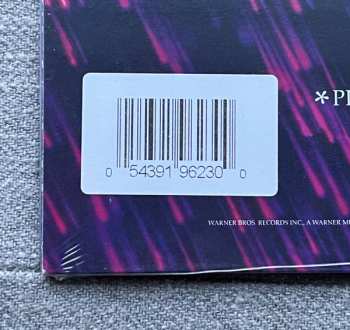 *P
0 54391 96230 0
WARNER BROS. RECORDS INC., A WARNER M